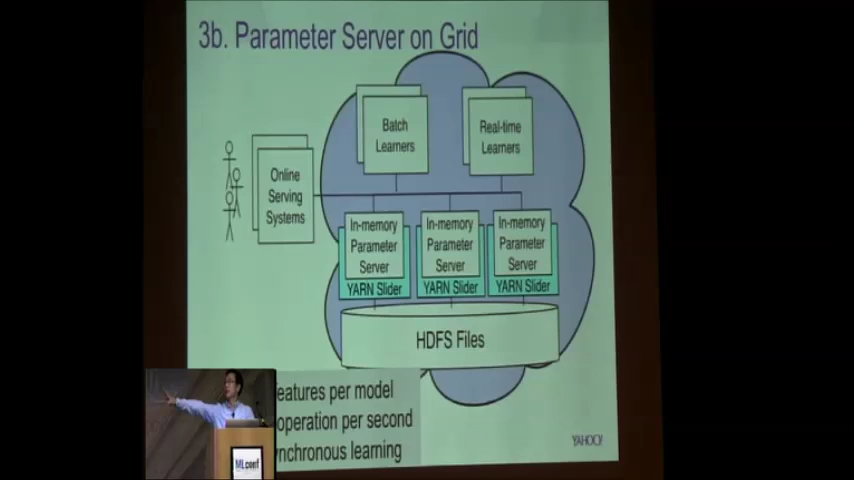 3b. Parameter Server on Grid
Batch
Learners
Real-time
Learners
Online
Serving
Systems
In-memory
Parameter
Server
YARN Slider
In-memory
Parameter
Server
YARN Slider
In-memory
Parameter
Server
YARN Slider
HDFS Files
eatures per model
operation per second
nchronous learning
YAHOO!
MLconf